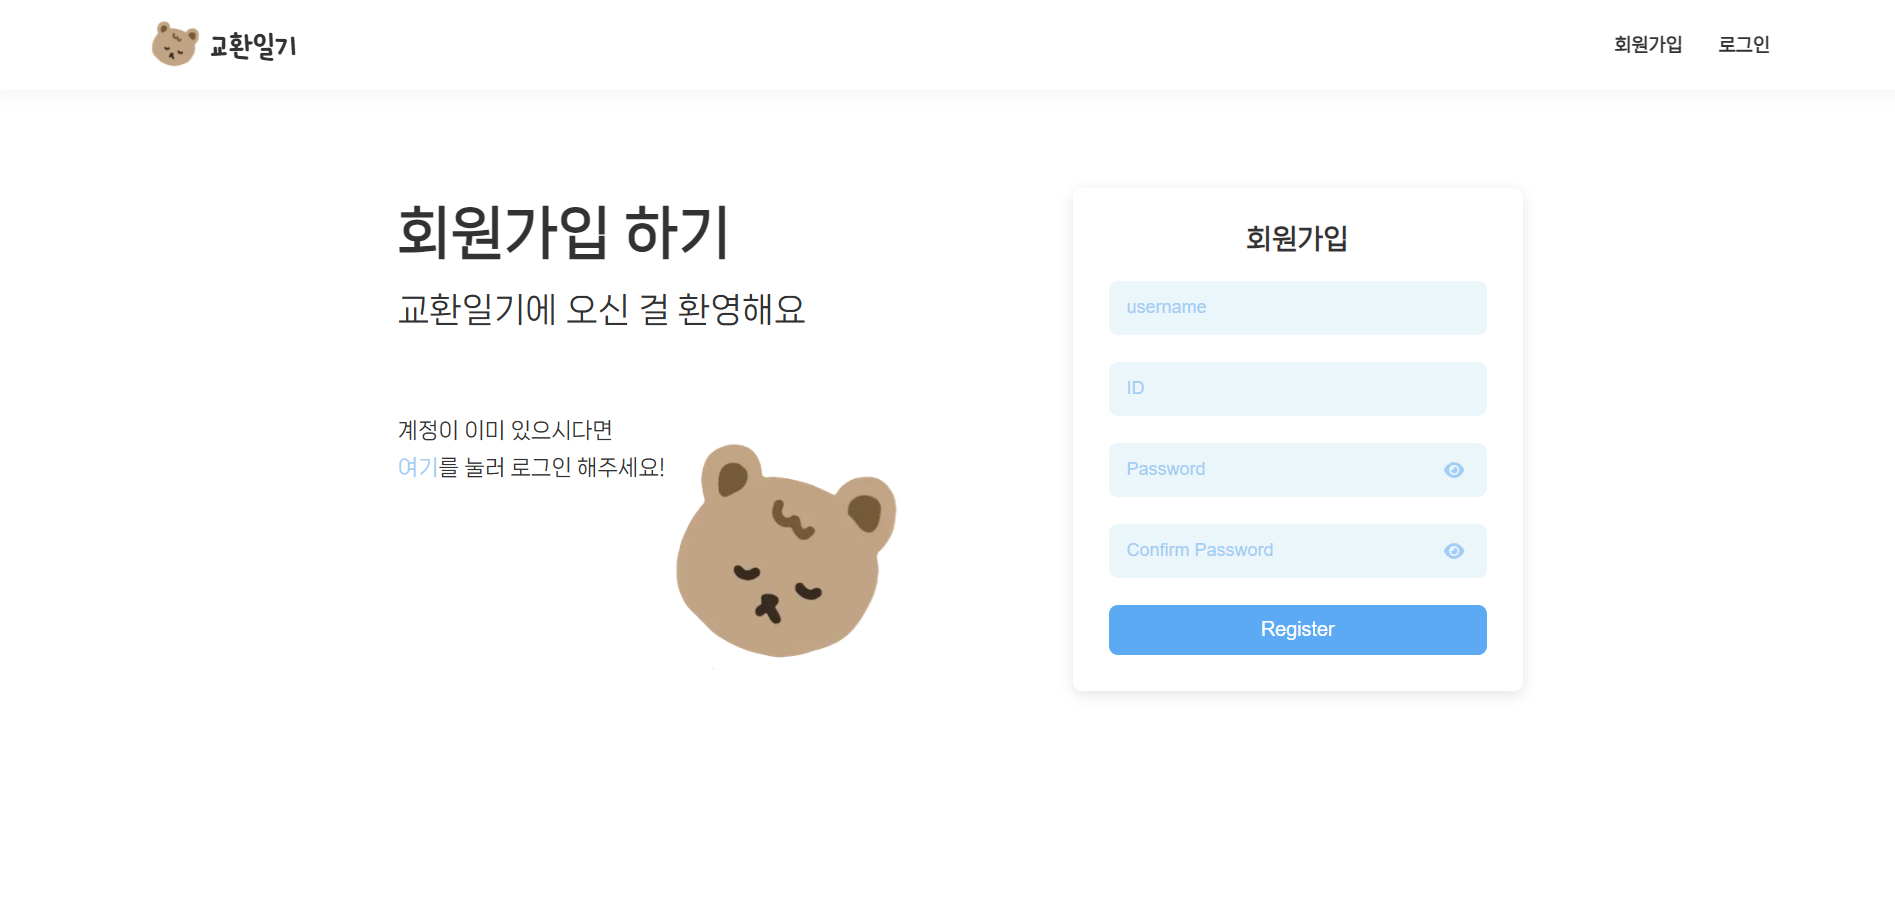 교환일기
회원가입 로그인
회원가입 하기
교환일기에 오신 걸 환영해요
계정이 이미 있으시다면
여기를 눌러 로그인 해주세요!
회원가입
username
ID
Password
Confirm Password
Register